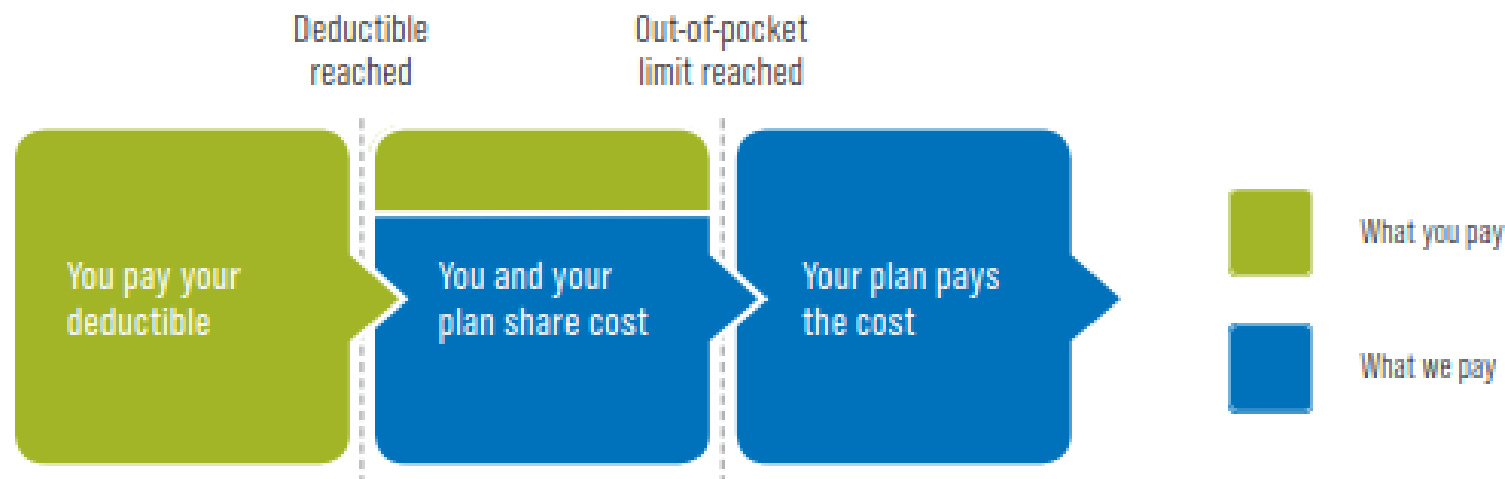 Deductible
reached
Out-of-pocket
limit reached
You pay your
deductible
You and your
plan share cost
Your plan pays
the cost
What you pay
What we pay